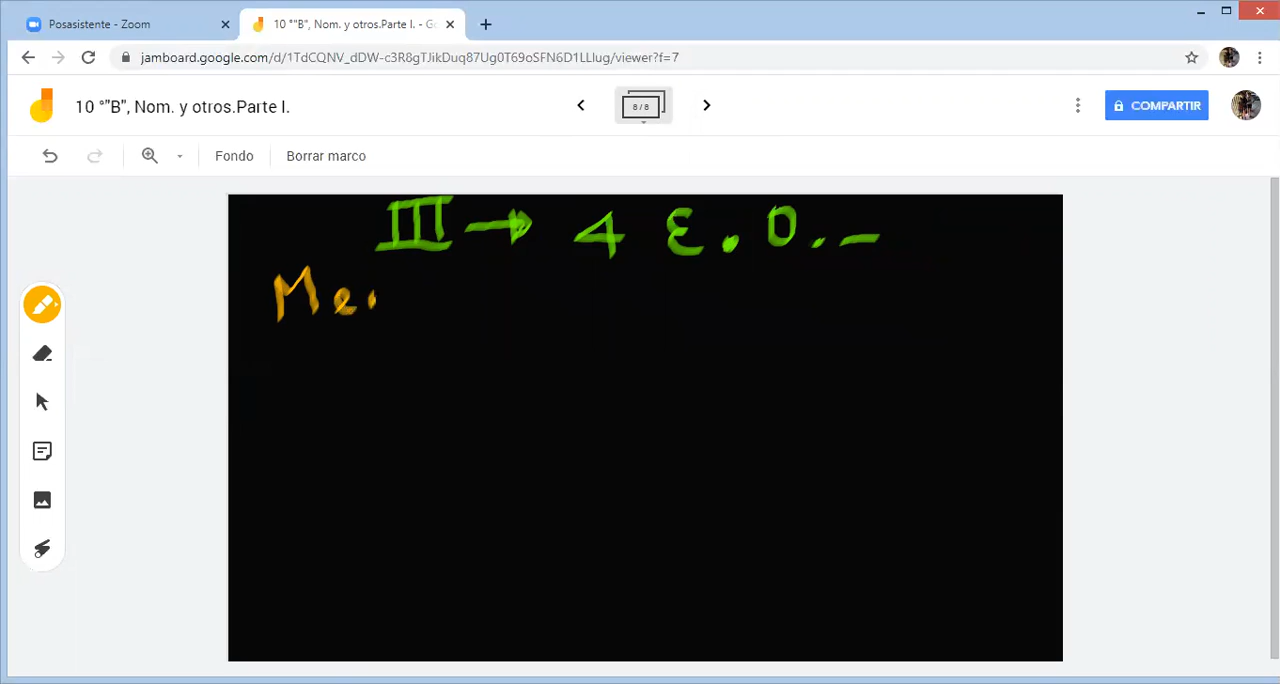 Posasistente - Zoom
10 °"B", Nom. y otros.Parte I. - Go
jamboard.google.com/d/1TdCQNV_dDW-c3R8gTJikDuq87Ug0T69oSFN6D1LLlug/viewer?f=7
10 °"B", Nom. y otros.Parte I.
8 / 8
COMPARTIR
Fondo
Borrar marco
III → 4 E.O.-